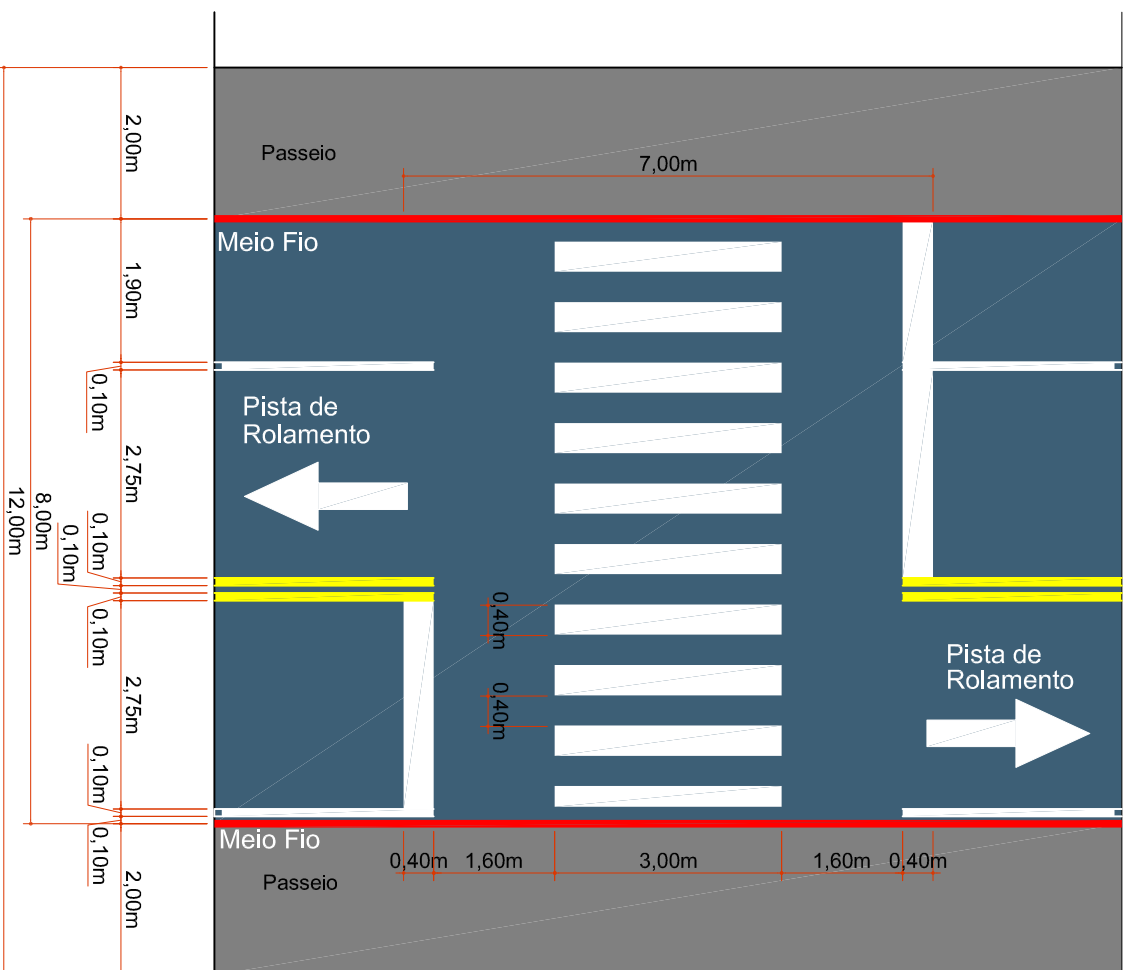 Passeio
7,00m
Meio Fio
Pista de
Rolamento
0,40m
0,40m
Pista de
Rolamento
Meio Fio
0,40m
1,60m
3,00m
1,60m
0,40m
Passeio
2,00m
1,90m
0,10m
2,75m
0,10m
0,10m
8,00m
12,00m
0,10m
2,75m
0,10m
0,10m
2,00m